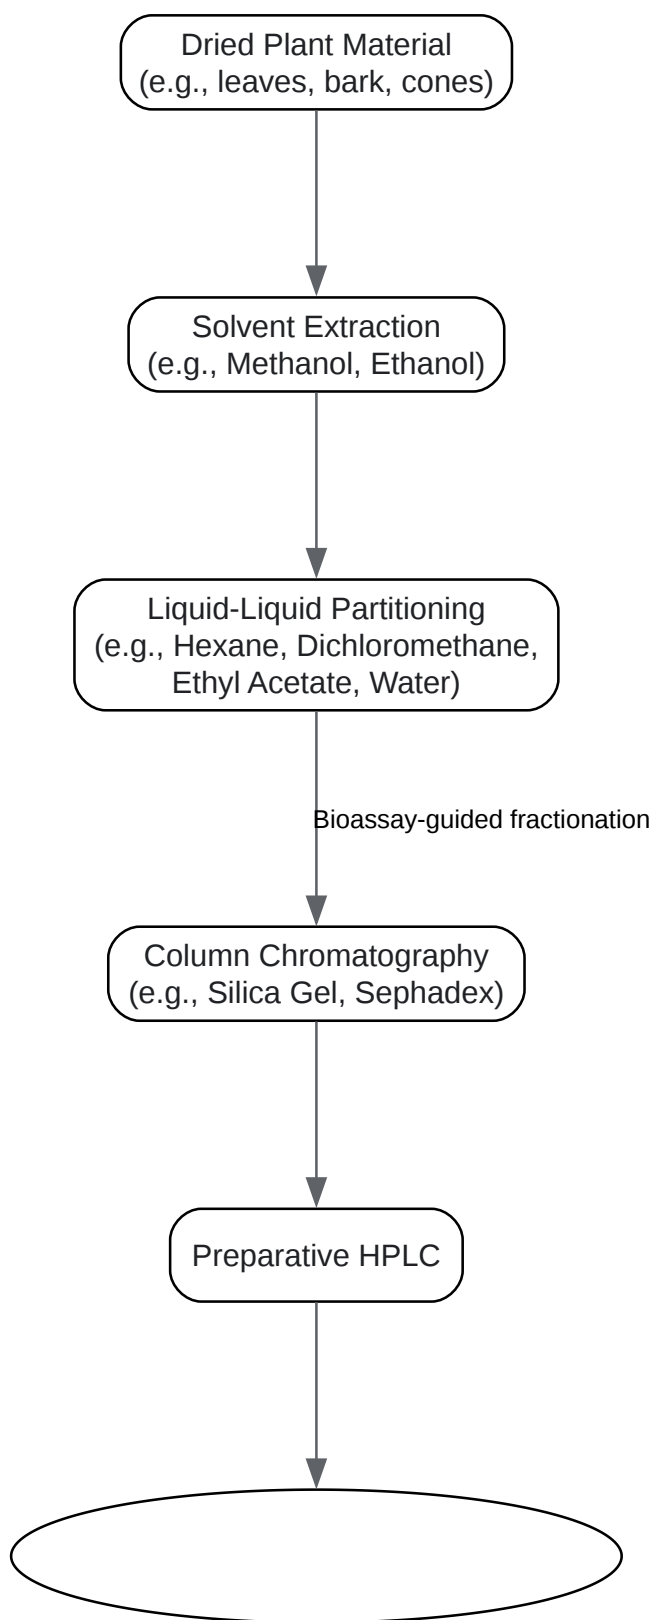 Dried Plant Material
(e.g., leaves, bark, cones)
Solvent Extraction
(e.g., Methanol, Ethanol)
Liquid-Liquid Partitioning
(e.g., Hexane, Dichloromethane,
Ethyl Acetate, Water)
Bioassay-guided fractionation
Column Chromatography
(e.g., Silica Gel, Sephadex)
Preparative HPLC